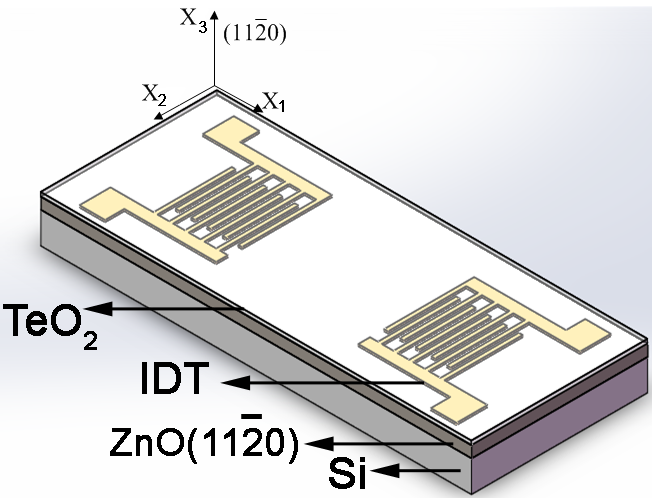 X₃
(112̅0)
X₂
X₁
TeO₂
IDT
ZnO(112̅0)
Si